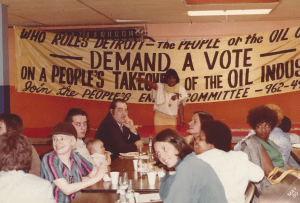 WHO RULES DETROIT — THE PEOPLE OR THE OIL
DEMAND A VOTE
ON A PEOPLE'S TAKEOVER OF THE OIL INDUS
Join the PEOPLE'S EN COMMITTEE - 962-4